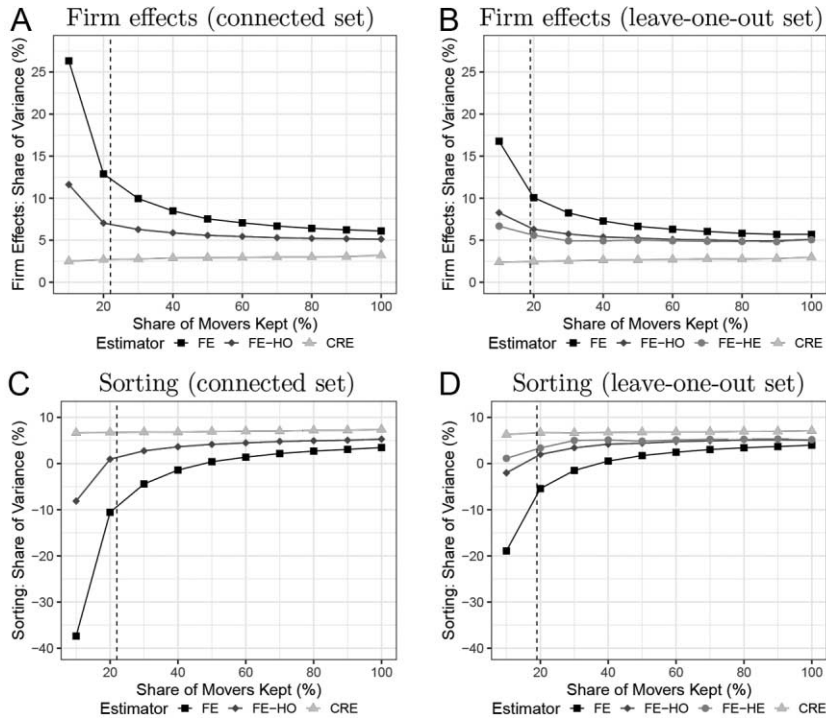 A Firm effects (connected set)
Firm Effects: Share of Variance (%)
25
20
15
10
5
0
20 40 60 80 100
Share of Movers Kept (%)
Estimator FE FE−HO CRE
B Firm effects (leave-one-out set)
Firm Effects: Share of Variance (%)
25
20
15
10
5
0
20 40 60 80 100
Share of Movers Kept (%)
Estimator FE FE−HO FE−HE CRE
C Sorting (connected set)
Sorting: Share of Variance (%)
10
0
−10
−20
−30
−40
20 40 60 80 100
Share of Movers Kept (%)
Estimator FE FE−HO CRE
D Sorting (leave-one-out set)
Sorting: Share of Variance (%)
10
0
−10
−20
−30
−40
20 40 60 80 100
Share of Movers Kept (%)
Estimator FE FE−HO FE−HE CRE